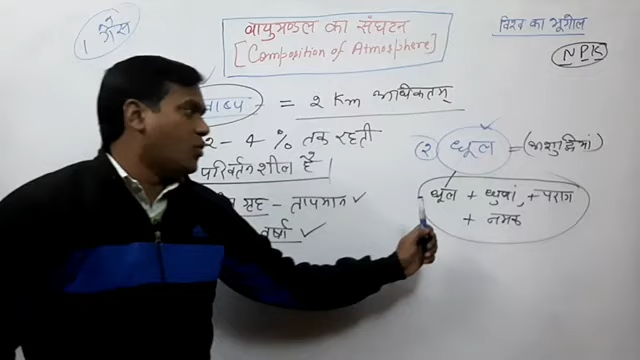 1 गैस
वायुमण्डल का संघटन
[Composition of Atmosphere]
विश्व का भूगोल
NPK
= 2 Km अधिकतम्
2 - 4 % तक रहती
परिवर्तनशील है।
गृह - तापमान ✓
वर्षा ✓
(2) धूल = (अशुद्धियां)
धूल + धुवां, + पराग
+ नमक